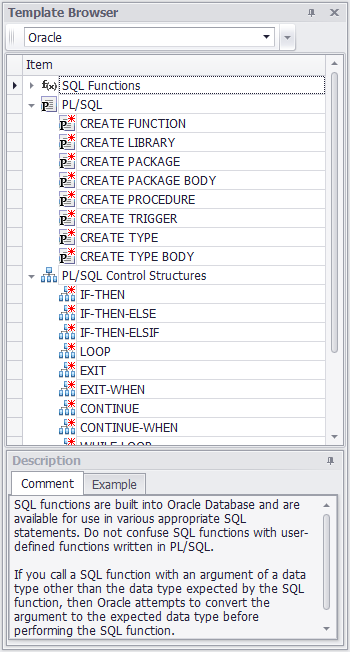 Template Browser
Oracle
Item
f(x) SQL Functions
P PL/SQL
P CREATE FUNCTION
P CREATE LIBRARY
P CREATE PACKAGE
P CREATE PACKAGE BODY
P CREATE PROCEDURE
P CREATE TRIGGER
P CREATE TYPE
P CREATE TYPE BODY
PL/SQL Control Structures
IF-THEN
IF-THEN-ELSE
IF-THEN-ELSIF
LOOP
EXIT
EXIT-WHEN
CONTINUE
CONTINUE-WHEN
WHILE-LOOP
Description
Comment Example
SQL functions are built into Oracle Database and are
available for use in various appropriate SQL
statements. Do not confuse SQL functions with user-
defined functions written in PL/SQL.
If you call a SQL function with an argument of a data
type other than the data type expected by the SQL
function, then Oracle attempts to convert the
argument to the expected data type before
performing the SQL function.